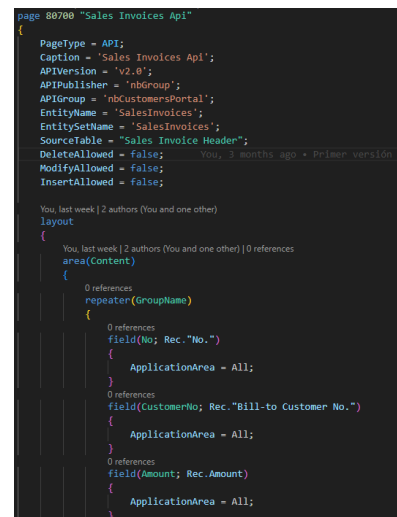 page 80700 "Sales Invoices Api"
{
    PageType = API;
    Caption = 'Sales Invoices Api';
    APIVersion = 'v2.0';
    APIPublisher = 'nbGroup';
    APIGroup = 'nbCustomersPortal';
    EntityName = 'SalesInvoices';
    EntitySetName = 'SalesInvoices';
    SourceTable = "Sales Invoice Header";
    DeleteAllowed = false;    You, 3 months ago • Primer versión
    ModifyAllowed = false;
    InsertAllowed = false;
    You, last week | 2 authors (You and one other)
    layout
    {
        You, last week | 2 authors (You and one other) | 0 references
        area(Content)
        {
            0 references
            repeater(GroupName)
            {
                0 references
                field(No; Rec."No.")
                {
                    ApplicationArea = All;
                }
                0 references
                field(CustomerNo; Rec."Bill-to Customer No.")
                {
                    ApplicationArea = All;
                }
                0 references
                field(Amount; Rec.Amount)
                {
                    ApplicationArea = All;
                }